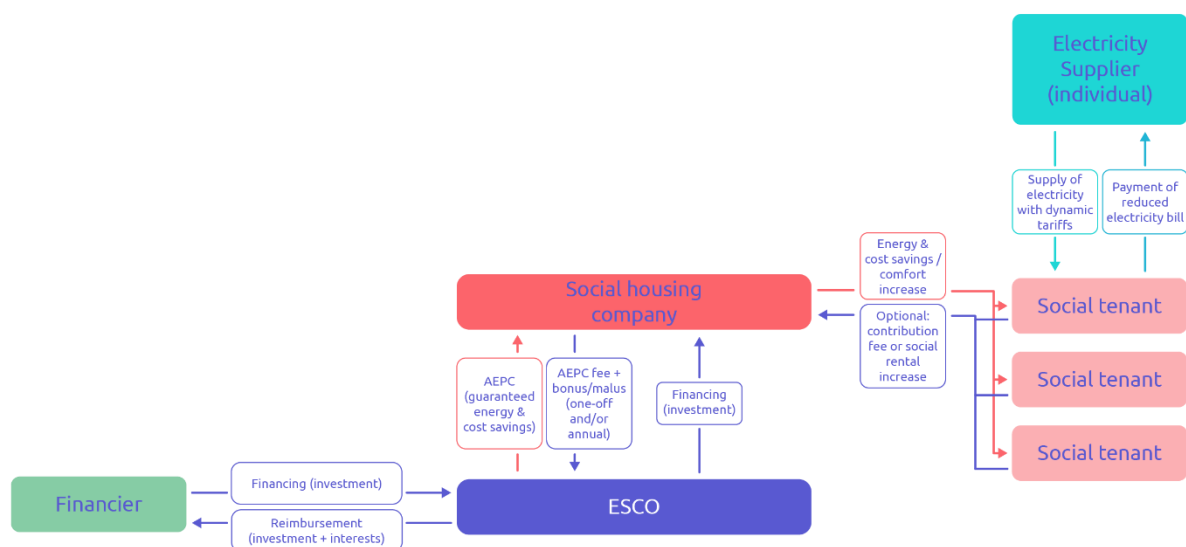 Electricity
Supplier
(individual)
Supply of
electricity
with dynamic
tariffs
Payment of
reduced
electricity bill
Energy &
cost savings /
comfort
increase
Social housing
company
Social tenant
Optional:
contribution
fee or social
rental
increase
Social tenant
AEPC
(guaranteed
energy &
cost savings)
AEPC fee +
bonus/malus
(one-off
and/or
annual)
Financing
(investment)
Social tenant
Financier
Financing (investment)
Reimbursement
(investment + interests)
ESCO